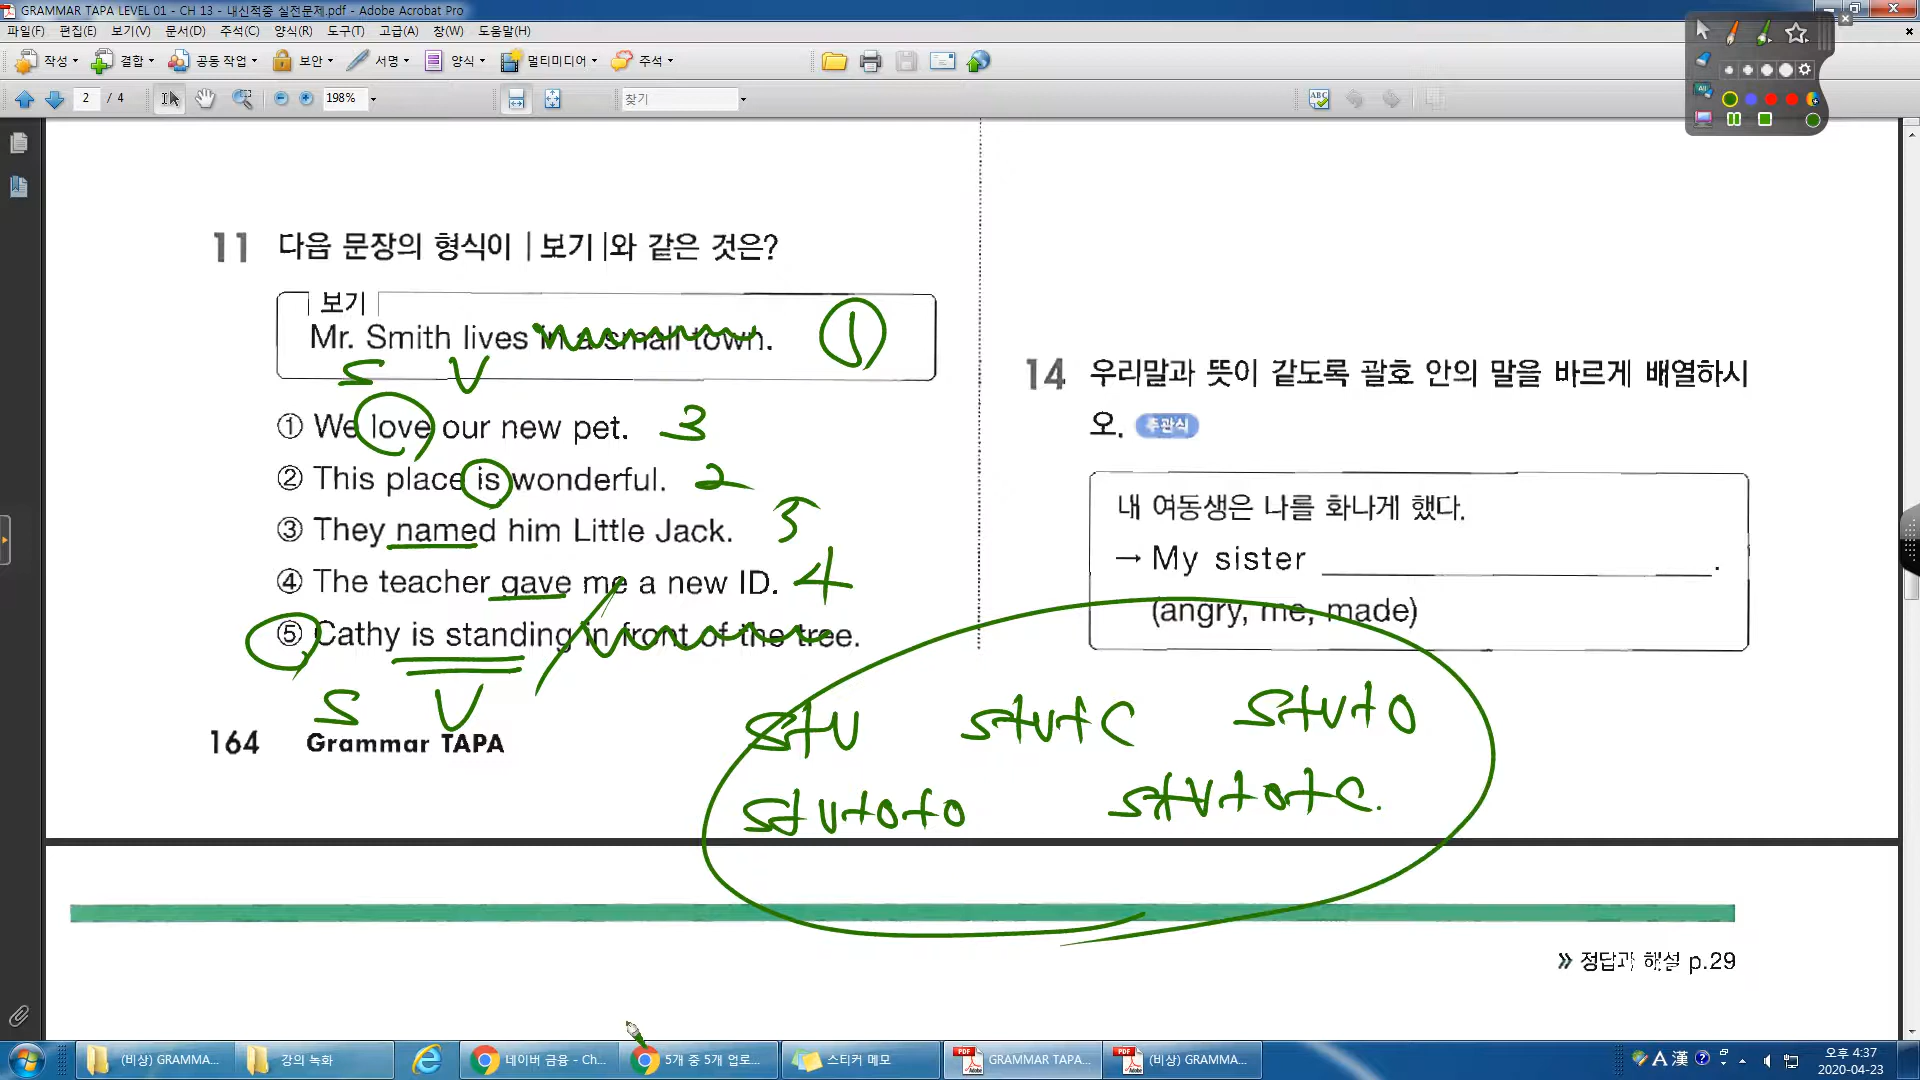 GRAMMAR TAPA LEVEL 01 - CH 13 - 내신적중 실전문제.pdf - Adobe Acrobat Pro
파일(F) 편집(E) 보기(V) 문서(D) 주석(C) 양식(R) 도구(T) 고급(A) 창(W) 도움말(H)
작성 결합 공동 작업 보안 서명 양식 멀티미디어 주석
2 / 4 198% 찾기
11 다음 문장의 형식이 | 보기 |와 같은 것은?
보기
Mr. Smith lives in a small town. ①
S V
① We love our new pet. 3
② This place is wonderful. 2
③ They named him Little Jack. 5
④ The teacher gave me a new ID. 4
⑤ Cathy is standing in front of the tree.
S V
164 Grammar TAPA
14 우리말과 뜻이 같도록 괄호 안의 말을 바르게 배열하시
오. 주관식
내 여동생은 나를 화나게 했다.
→ My sister ____________________.
(angry, me, made)
S+V S+V+C S+V+O
S+V+O+O S+V+O+C.
» 정답과 해설 p.29
(비상) GRAMMA... 강의 녹화 네이버 금융 - Ch... 5개 중 5개 업로... 스티커 메모 GRAMMAR TAPA... (비상) GRAMMA... A 漢 오후 4:37
2020-04-23